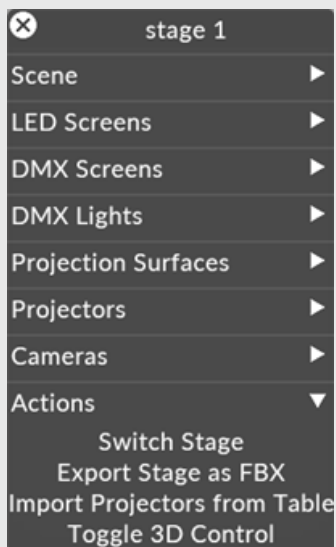 stage 1
Scene
LED Screens
DMX Screens
DMX Lights
Projection Surfaces
Projectors
Cameras
Actions
Switch Stage
Export Stage as FBX
Import Projectors from Table
Toggle 3D Control